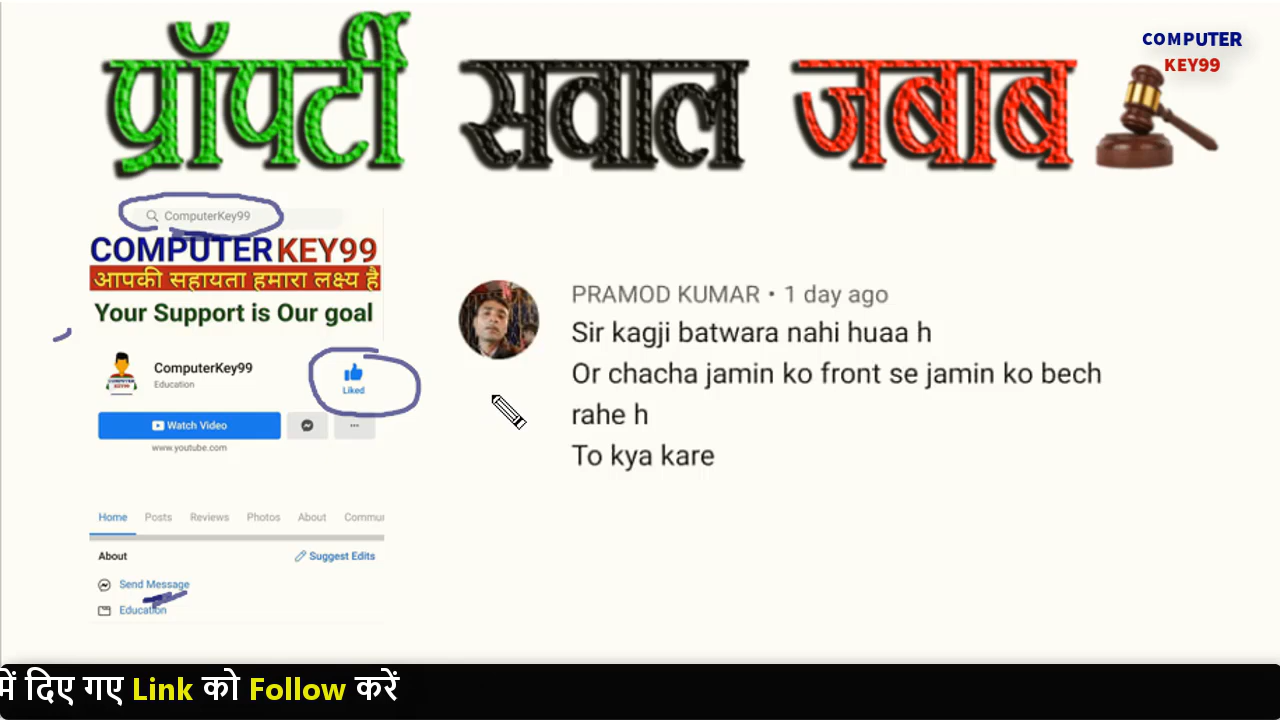 प्रॉपर्टी सवाल जबाब
COMPUTER
KEY99
ComputerKey99
COMPUTER KEY99
आपकी सहायता हमारा लक्ष्य है
Your Support is Our goal
ComputerKey99
Education
Liked
Watch Video
www.youtube.com
Home Posts Reviews Photos About Commun
About Suggest Edits
Send Message
Education
PRAMOD KUMAR • 1 day ago
Sir kagji batwara nahi huaa h
Or chacha jamin ko front se jamin ko bech
rahe h
To kya kare
में दिए गए Link को Follow करें